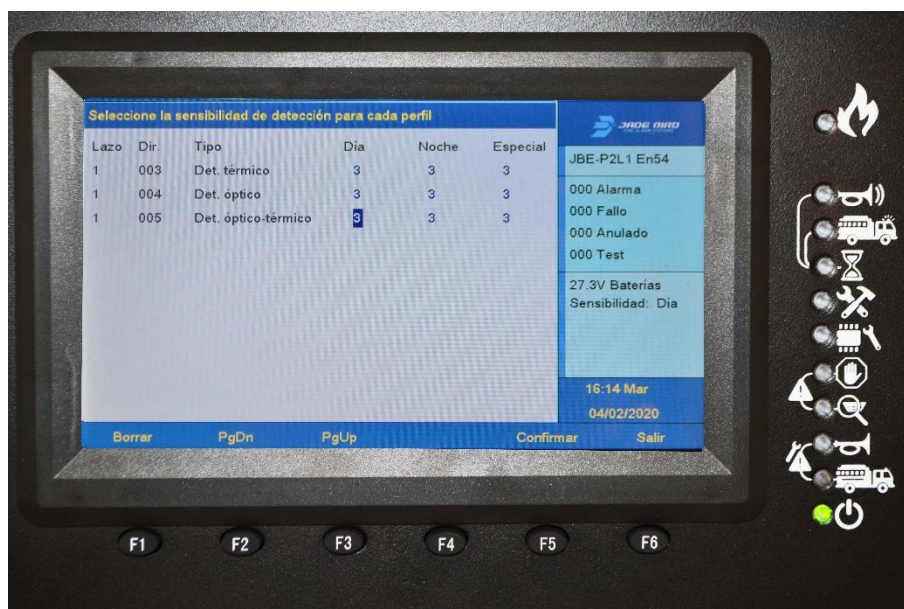 Seleccione la sensibilidad de detección para cada perfil
Lazo Dir. Tipo Dia Noche Especial
1 003 Det. térmico 3 3 3
1 004 Det. óptico 3 3 3
1 005 Det. óptico-térmico 3 3 3
JADE BIRD
JBE-P2L1 En54
000 Alarma
000 Fallo
000 Anulado
000 Test
27.3V Baterías
Sensibilidad: Dia
16:14 Mar
04/02/2020
Borrar PgDn PgUp Confirmar Salir
F1 F2 F3 F4 F5 F6